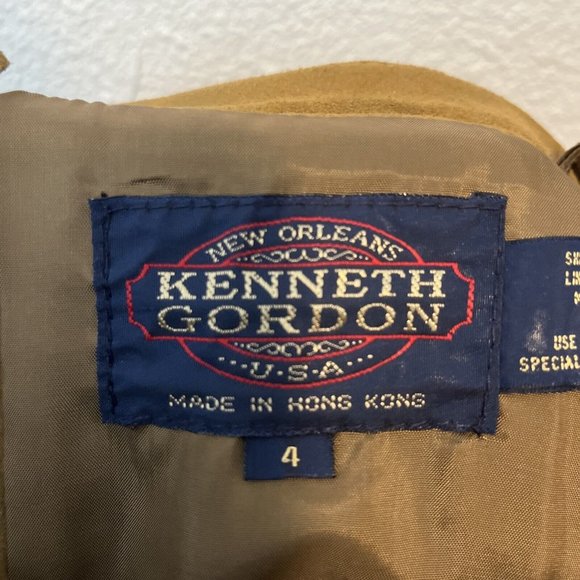 NEW ORLEANS
KENNETH
GORDON
U·S·A
MADE IN HONG KONG
4
USE
SPECIAL